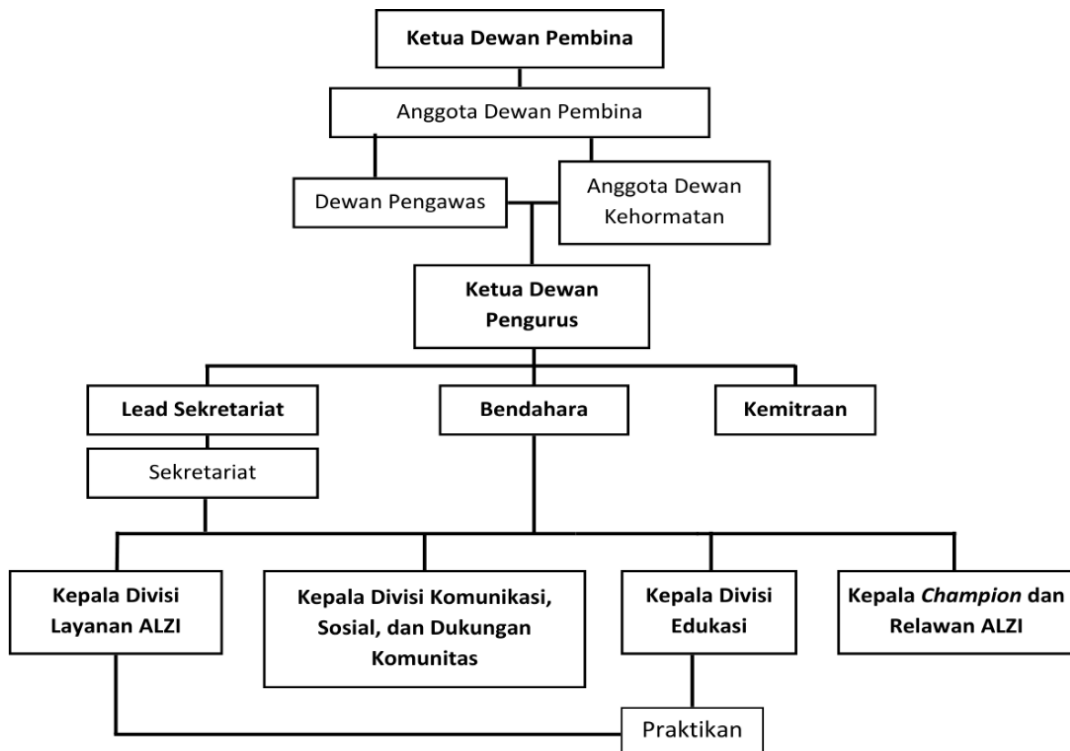 Ketua Dewan Pembina
Anggota Dewan Pembina
Dewan Pengawas
Anggota Dewan
Kehormatan
Ketua Dewan
Pengurus
Lead Sekretariat
Bendahara
Kemitraan
Sekretariat
Kepala Divisi
Layanan ALZI
Kepala Divisi Komunikasi,
Sosial, dan Dukungan
Komunitas
Kepala Divisi
Edukasi
Kepala Champion dan
Relawan ALZI
Praktikan